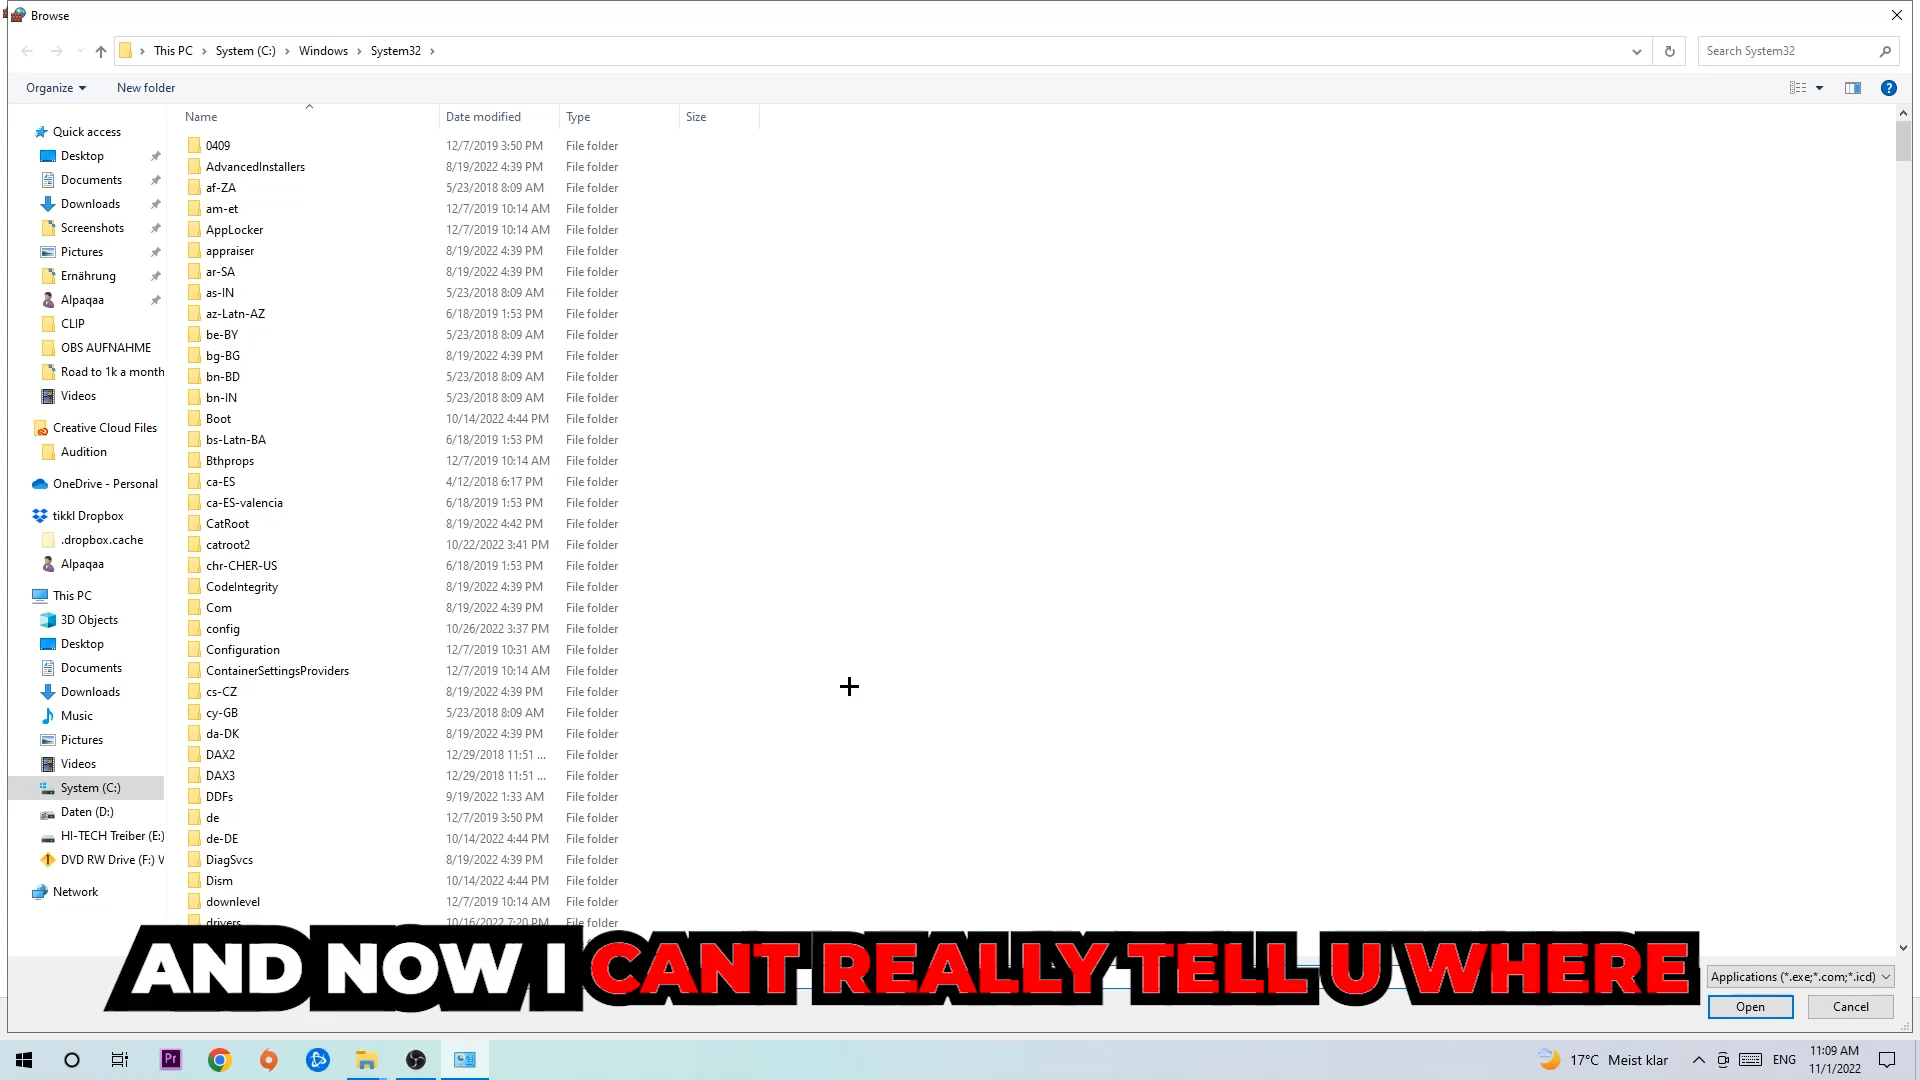 Browse
This PC > System (C:) > Windows > System32 >
Search System32
Organize
New folder
Name Date modified Type Size
Quick access
Desktop
Documents
Downloads
Screenshots
Pictures
Ernährung
Alpaqaa
CLIP
OBS AUFNAHME
Road to 1k a month
Videos
Creative Cloud Files
Audition
OneDrive - Personal
tikkl Dropbox
.dropbox.cache
Alpaqaa
This PC
3D Objects
Desktop
Documents
Downloads
Music
Pictures
Videos
System (C:)
Daten (D:)
HI-TECH Treiber (E:)
DVD RW Drive (F:) V
Network
0409 12/7/2019 3:50 PM File folder
AdvancedInstallers 8/19/2022 4:39 PM File folder
af-ZA 5/23/2018 8:09 AM File folder
am-et 12/7/2019 10:14 AM File folder
AppLocker 12/7/2019 10:14 AM File folder
appraiser 8/19/2022 4:39 PM File folder
ar-SA 8/19/2022 4:39 PM File folder
as-IN 5/23/2018 8:09 AM File folder
az-Latn-AZ 6/18/2019 1:53 PM File folder
be-BY 5/23/2018 8:09 AM File folder
bg-BG 8/19/2022 4:39 PM File folder
bn-BD 5/23/2018 8:09 AM File folder
bn-IN 5/23/2018 8:09 AM File folder
Boot 10/14/2022 4:44 PM File folder
bs-Latn-BA 6/18/2019 1:53 PM File folder
Bthprops 12/7/2019 10:14 AM File folder
ca-ES 4/12/2018 6:17 PM File folder
ca-ES-valencia 6/18/2019 1:53 PM File folder
CatRoot 8/19/2022 4:42 PM File folder
catroot2 10/22/2022 3:41 PM File folder
chr-CHER-US 6/18/2019 1:53 PM File folder
CodeIntegrity 8/19/2022 4:39 PM File folder
Com 8/19/2022 4:39 PM File folder
config 10/26/2022 3:37 PM File folder
Configuration 12/7/2019 10:31 AM File folder
ContainerSettingsProviders 12/7/2019 10:14 AM File folder
cs-CZ 8/19/2022 4:39 PM File folder
cy-GB 5/23/2018 8:09 AM File folder
da-DK 8/19/2022 4:39 PM File folder
DAX2 12/29/2018 11:51 ... File folder
DAX3 12/29/2018 11:51 ... File folder
DDFs 9/19/2022 1:33 AM File folder
de 12/7/2019 3:50 PM File folder
de-DE 10/14/2022 4:44 PM File folder
DiagSvcs 8/19/2022 4:39 PM File folder
Dism 10/14/2022 4:44 PM File folder
downlevel 12/7/2019 10:14 AM File folder
drivers 10/16/2022 7:20 PM File folder
AND NOW I CANT REALLY TELL U WHERE
Applications (*.exe;*.com;*.icd)
Open Cancel
Pr
17°C Meist klar
ENG
11:09 AM
11/1/2022